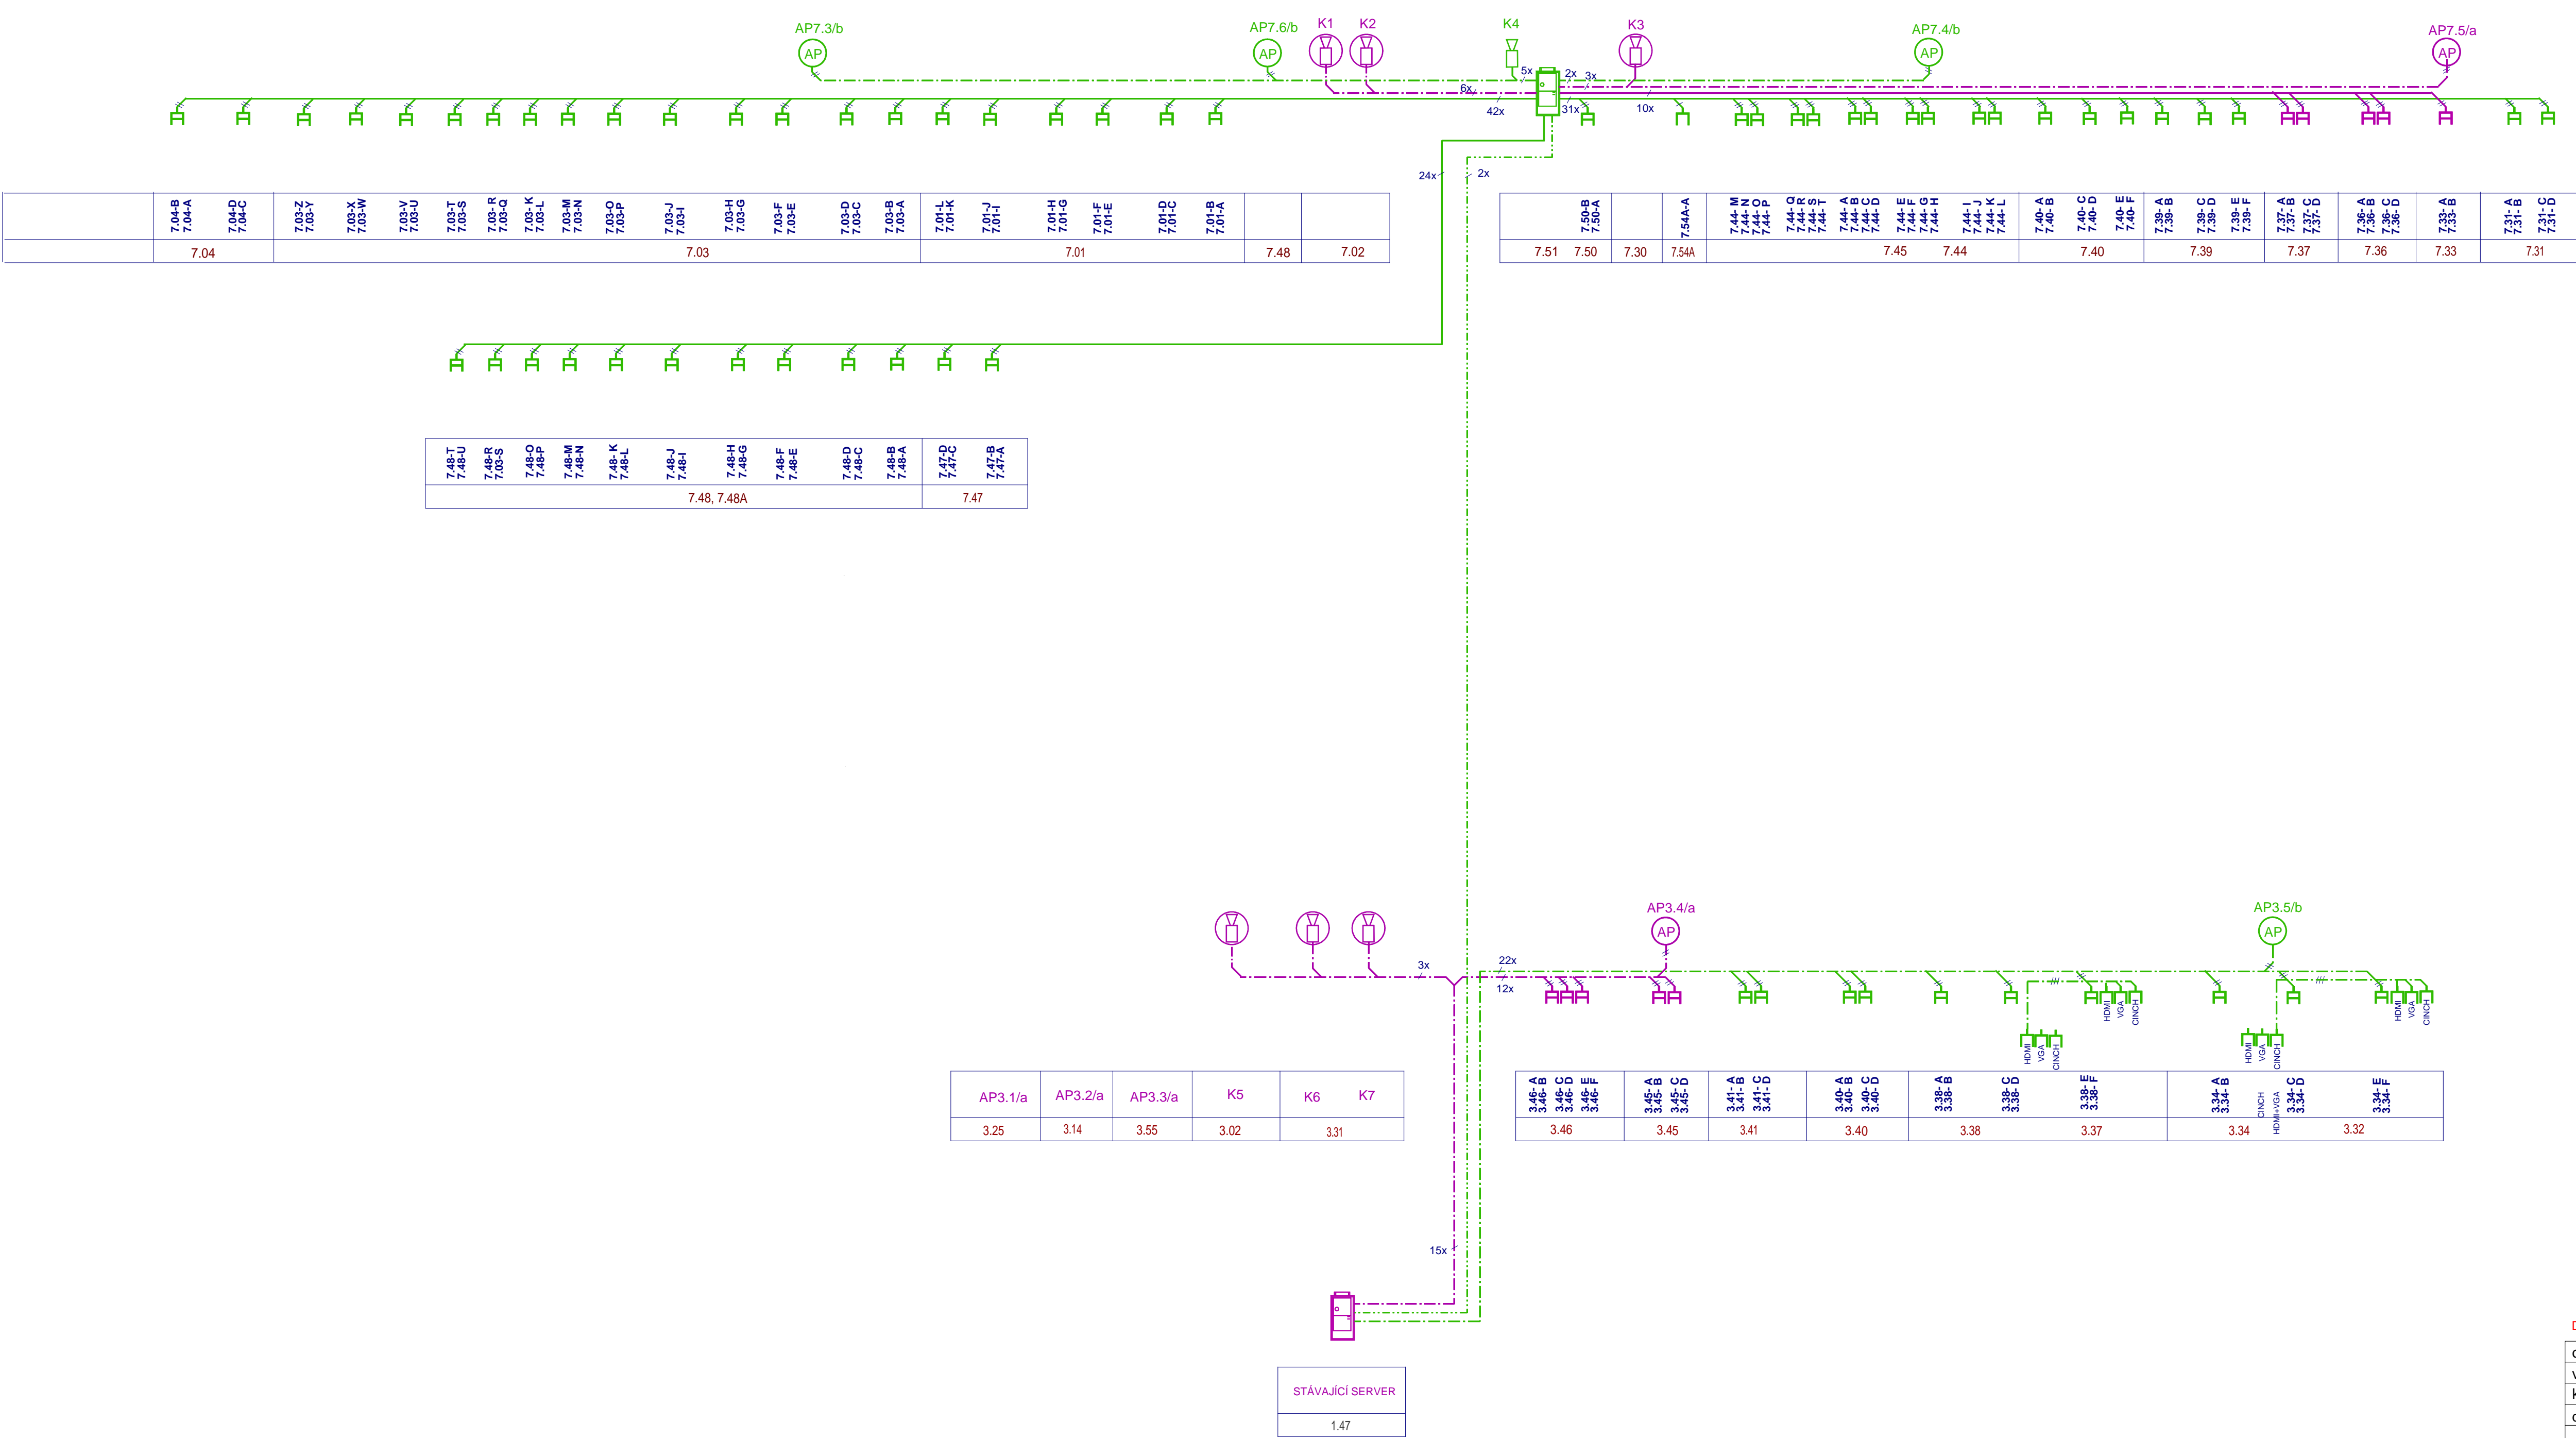 AP7.3/b
AP
AP7.6/b
AP
K1
K2
K4
K3
AP7.4/b
AP
AP7.5/a
AP
5x
2x
3x
6x
42x
31x
10x
24x
2x
7.04-B
7.04-A
7.04-D
7.04-C
7.03-Z
7.03-Y
7.03-X
7.03-W
7.03-V
7.03-U
7.03-T
7.03-S
7.03- R
7.03-Q
7.03- K
7.03-L
7.03-M
7.03-N
7.03-O
7.03-P
7.03-J
7.03-I
7.03-H
7.03-G
7.03-F
7.03-E
7.03-D
7.03-C
7.03-B
7.03-A
7.01-L
7.01-K
7.01-J
7.01-I
7.01-H
7.01-G
7.01-F
7.01-E
7.01-D
7.01-C
7.01-B
7.01-A
7.04
7.03
7.01
7.48
7.02
7.50-B
7.50-A
7.54A-A
7.44- M
7.44- N
7.44- O
7.44- P
7.44- Q
7.44- R
7.44- S
7.44- T
7.44- A
7.44- B
7.44- C
7.44- D
7.44- E
7.44- F
7.44- G
7.44- H
7.44- I
7.44- J
7.44- K
7.44- L
7.40- A
7.40- B
7.40- C
7.40- D
7.40- E
7.40- F
7.39- A
7.39- B
7.39- C
7.39- D
7.39- E
7.39- F
7.37- A
7.37- B
7.37- C
7.37- D
7.36- A
7.36- B
7.36- C
7.36- D
7.33- A
7.33- B
7.31- A
7.31- B
7.31- C
7.31- D
7.51
7.50
7.30
7.54A
7.45
7.44
7.40
7.39
7.37
7.36
7.33
7.31
7.48-T
7.48-U
7.48-R
7.03-S
7.48-O
7.48-P
7.48-M
7.48-N
7.48- K
7.48-L
7.48-J
7.48-I
7.48-H
7.48-G
7.48-F
7.48-E
7.48-D
7.48-C
7.48-B
7.48-A
7.47-D
7.47-C
7.47-B
7.47-A
7.48, 7.48A
7.47
AP3.4/a
AP
AP3.5/b
AP
3x
22x
12x
HDMI
VGA
CINCH
HDMI
VGA
CINCH
HDMI
VGA
CINCH
HDMI
VGA
CINCH
AP3.1/a
AP3.2/a
AP3.3/a
K5
K6
K7
3.25
3.14
3.55
3.02
3.31
3.46- A
3.46- B
3.46- C
3.46- D
3.46- E
3.46- F
3.45- A
3.45- B
3.45- C
3.45- D
3.41- A
3.41- B
3.41- C
3.41- D
3.40- A
3.40- B
3.40- C
3.40- D
3.38- A
3.38- B
3.38- C
3.38- D
3.38- E
3.38- F
3.34- A
3.34- B
CINCH
HDMI+VGA
3.34- C
3.34- D
3.34- E
3.34- F
3.46
3.45
3.41
3.40
3.38
3.37
3.34
3.32
15x
STÁVAJÍCÍ SERVER
1.47